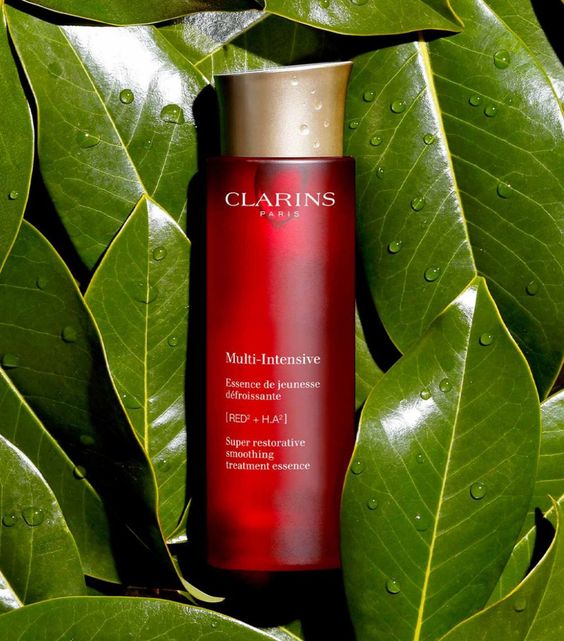 CLARINS
PARIS
Multi-Intensive
Essence de jeunesse
défroissante
[RED² + H.A²]
Super restorative
smoothing
treatment essence